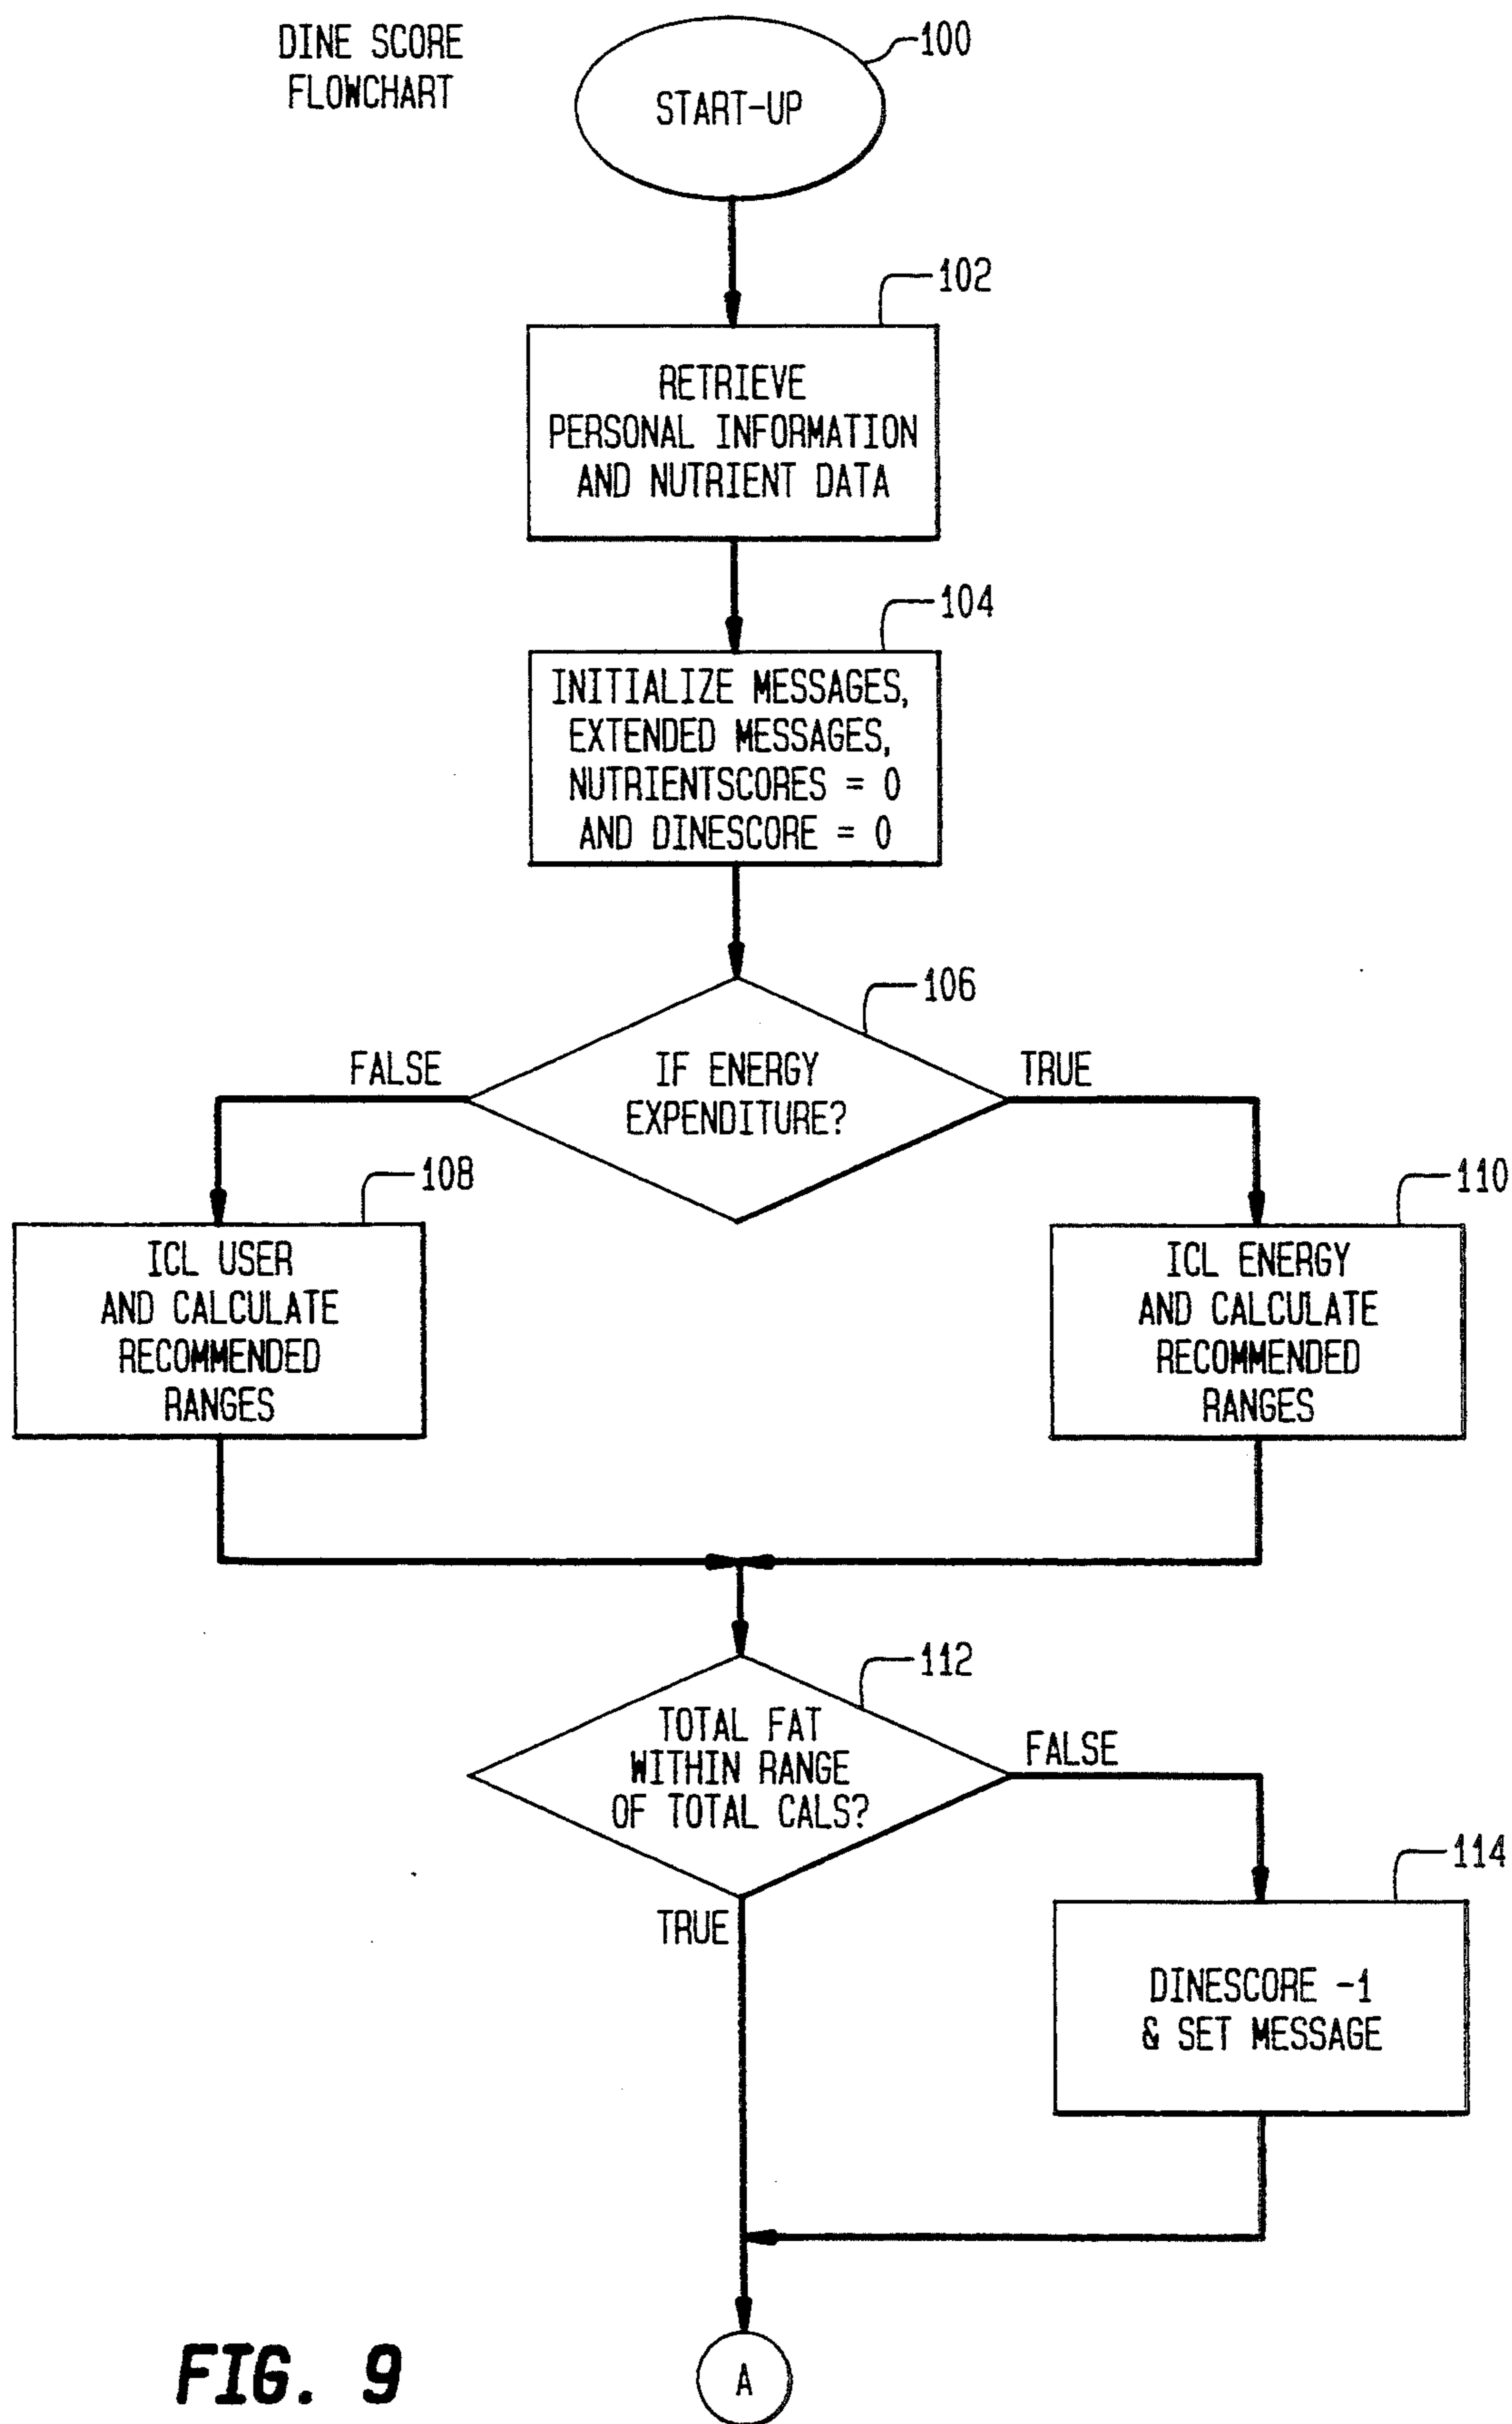 DINE SCORE
FLOWCHART
100
START-UP
102
RETRIEVE
PERSONAL INFORMATION
AND NUTRIENT DATA
104
INITIALIZE MESSAGES,
EXTENDED MESSAGES,
NUTRIENTSCORES = 0
AND DINESCORE = 0
106
IF ENERGY
EXPENDITURE?
FALSE
TRUE
108
ICL USER
AND CALCULATE
RECOMMENDED
RANGES
110
ICL ENERGY
AND CALCULATE
RECOMMENDED
RANGES
112
TOTAL FAT
WITHIN RANGE
OF TOTAL CALS?
FALSE
TRUE
114
DINESCORE -1
& SET MESSAGE
A
FIG. 9